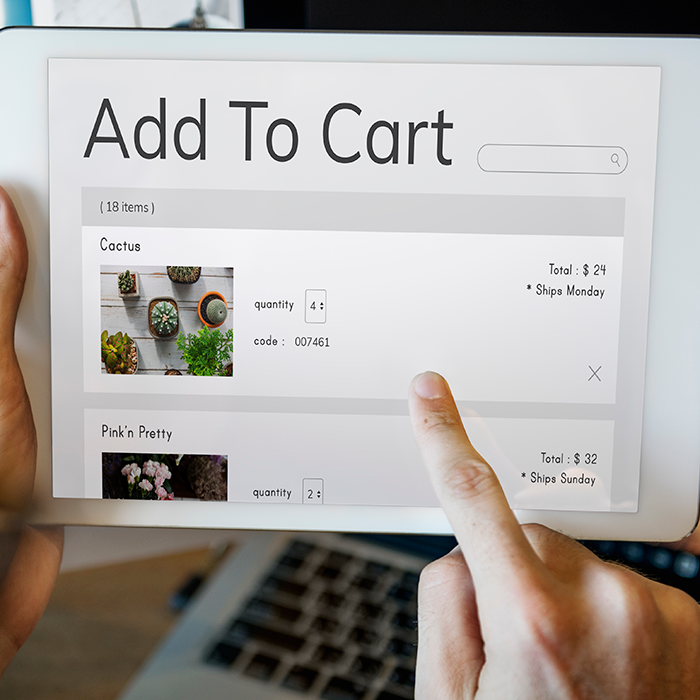 Add To Cart
( 18 items )
Cactus
Total : $ 24
* Ships Monday
quantity 4
code : 007461
Pink'n Pretty
Total : $ 32
* Ships Sunday
quantity 2